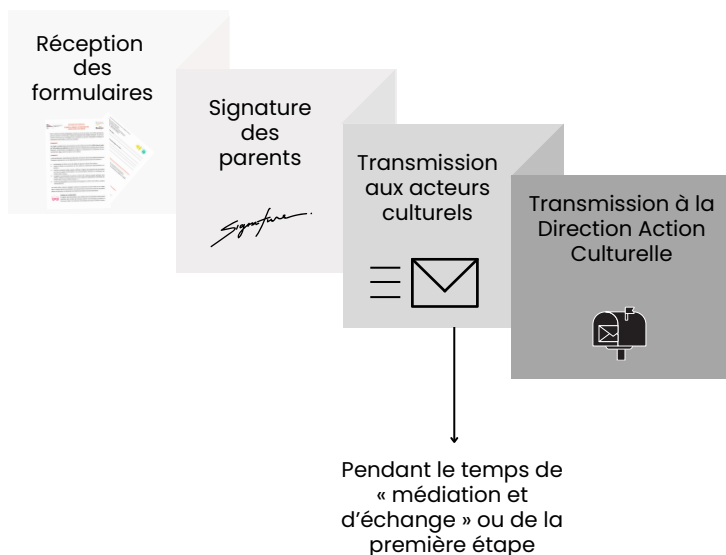 Réception
des
formulaires
Signature
des
parents
Signature
Transmission
aux acteurs
culturels
Transmission à la
Direction Action
Culturelle
Pendant le temps de
« médiation et
d’échange » ou de la
première étape